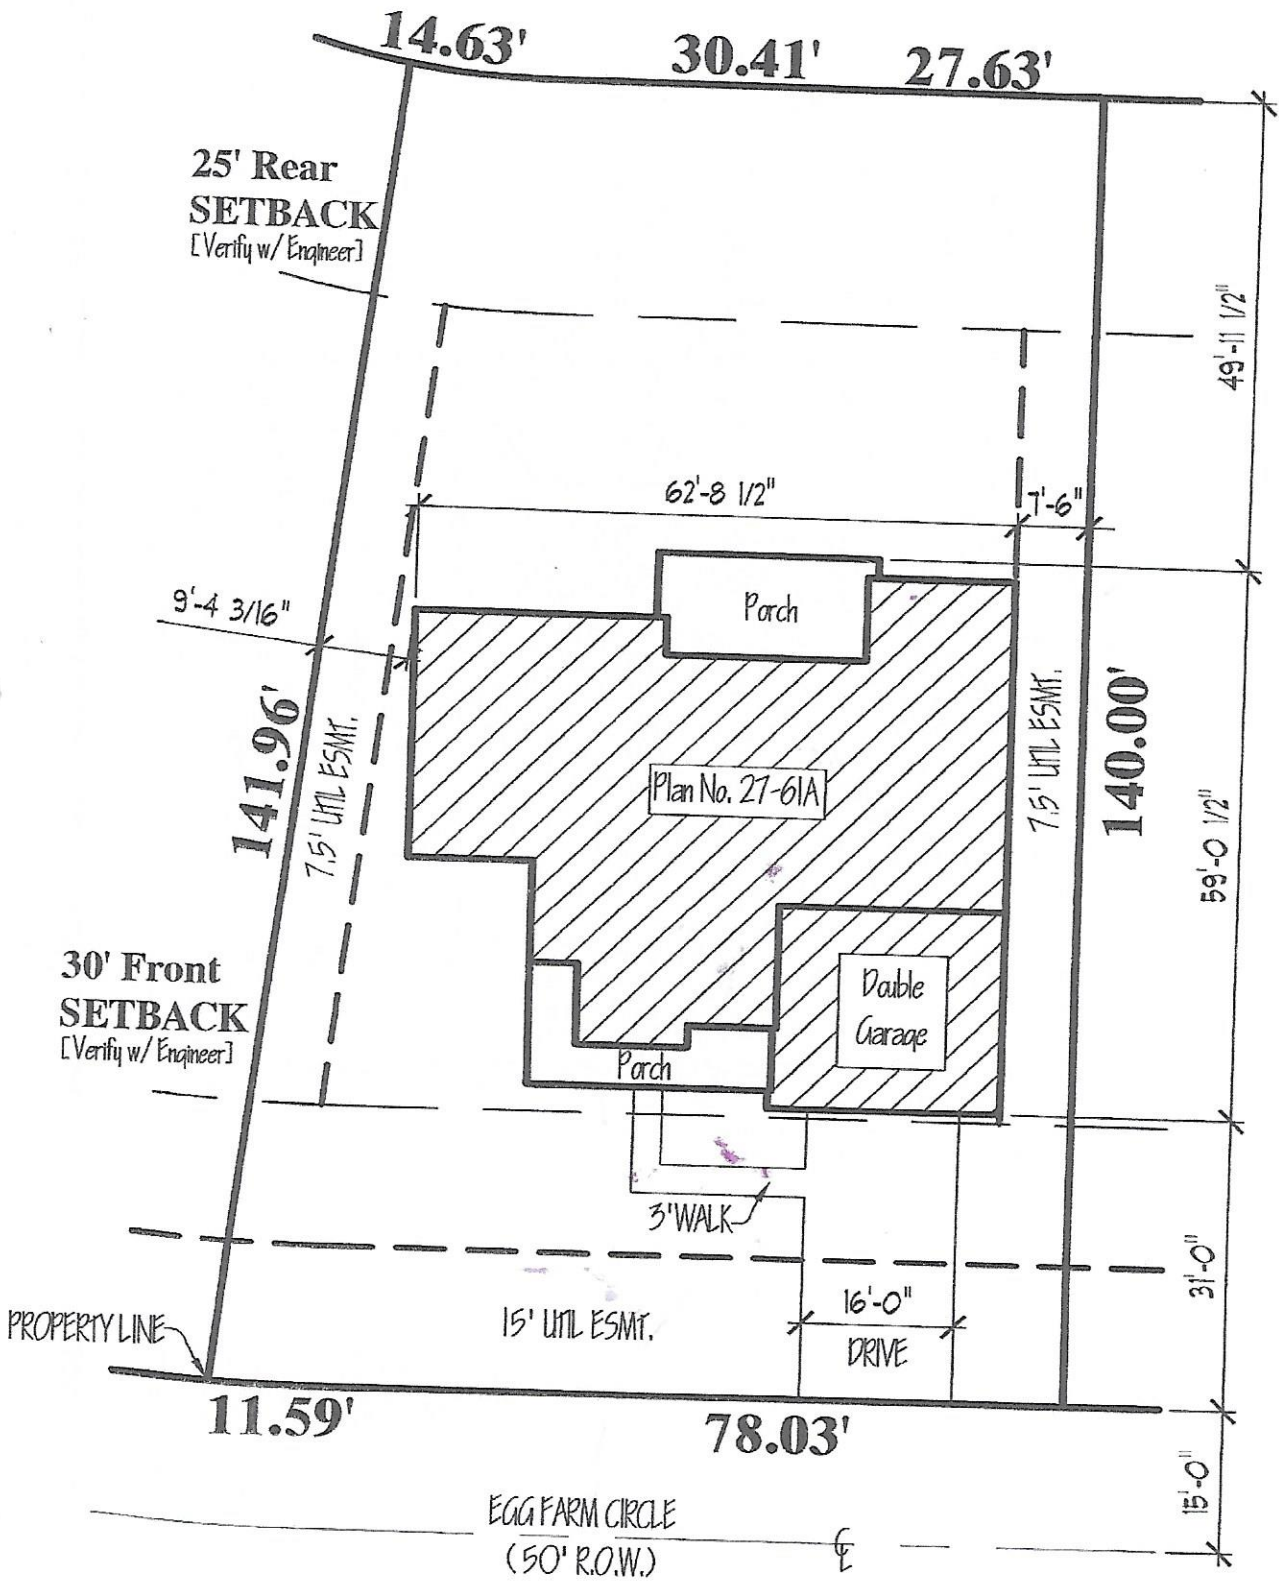 14.63'
30.41'
27.63'
25' Rear
SETBACK
[Verify w/ Engineer]
49'-11 1/2"
62'-8 1/2"
7'-6"
Porch
9'-4 3/16"
141.96'
7.5' UTIL ESMT.
Plan No. 27-61A
7.5' UTIL ESMT.
140.00'
59'-0 1/2"
30' Front
SETBACK
[Verify w/ Engineer]
Double
Garage
Porch
3' WALK
31'-0"
PROPERTY LINE
15' UTIL ESMT.
16'-0"
DRIVE
11.59'
78.03'
15'-0"
EGG FARM CIRCLE
(50' R.O.W.)
℄